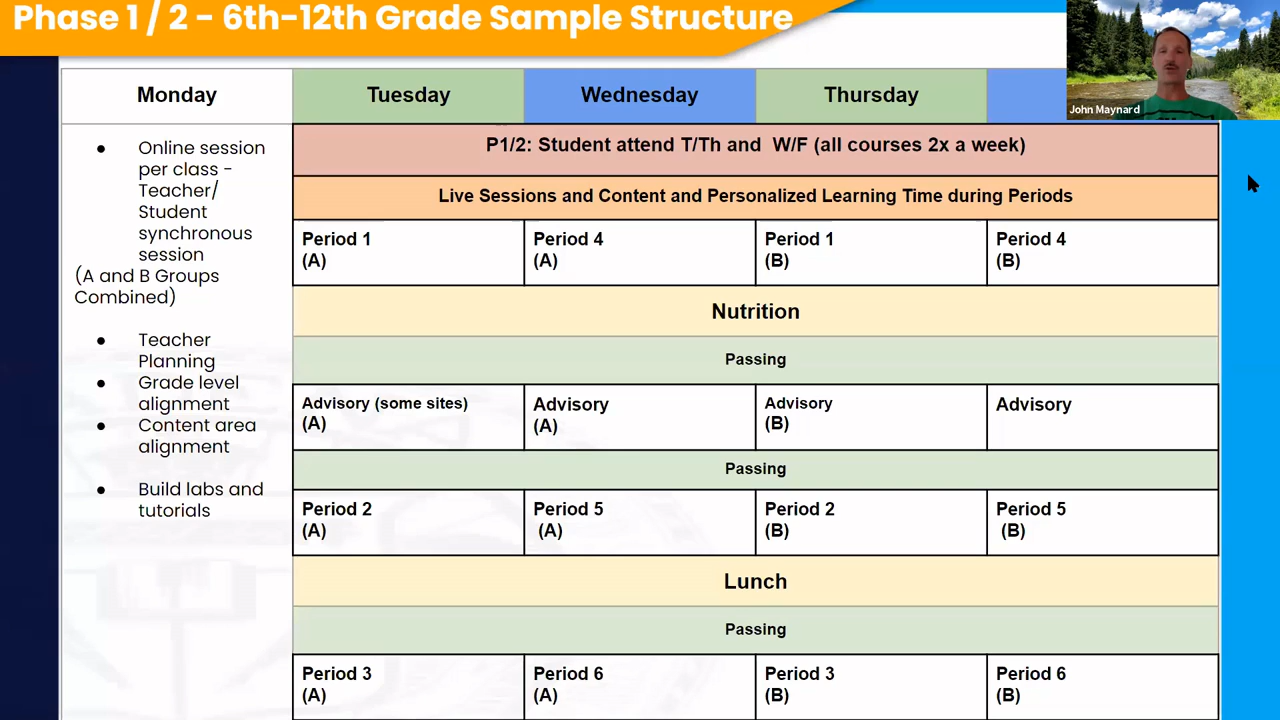 Phase 1 / 2 - 6th-12th Grade Sample Structure
John Maynard
Monday
Tuesday
Wednesday
Thursday
● Online session
per class -
Teacher/
Student
synchronous
session
(A and B Groups
Combined)
● Teacher
Planning
● Grade level
alignment
● Content area
alignment
● Build labs and
tutorials
P1/2: Student attend T/Th and W/F (all courses 2x a week)
Live Sessions and Content and Personalized Learning Time during Periods
Period 1
(A)
Period 4
(A)
Period 1
(B)
Period 4
(B)
Nutrition
Passing
Advisory (some sites)
(A)
Advisory
(A)
Advisory
(B)
Advisory
Passing
Period 2
(A)
Period 5
(A)
Period 2
(B)
Period 5
(B)
Lunch
Passing
Period 3
(A)
Period 6
(A)
Period 3
(B)
Period 6
(B)